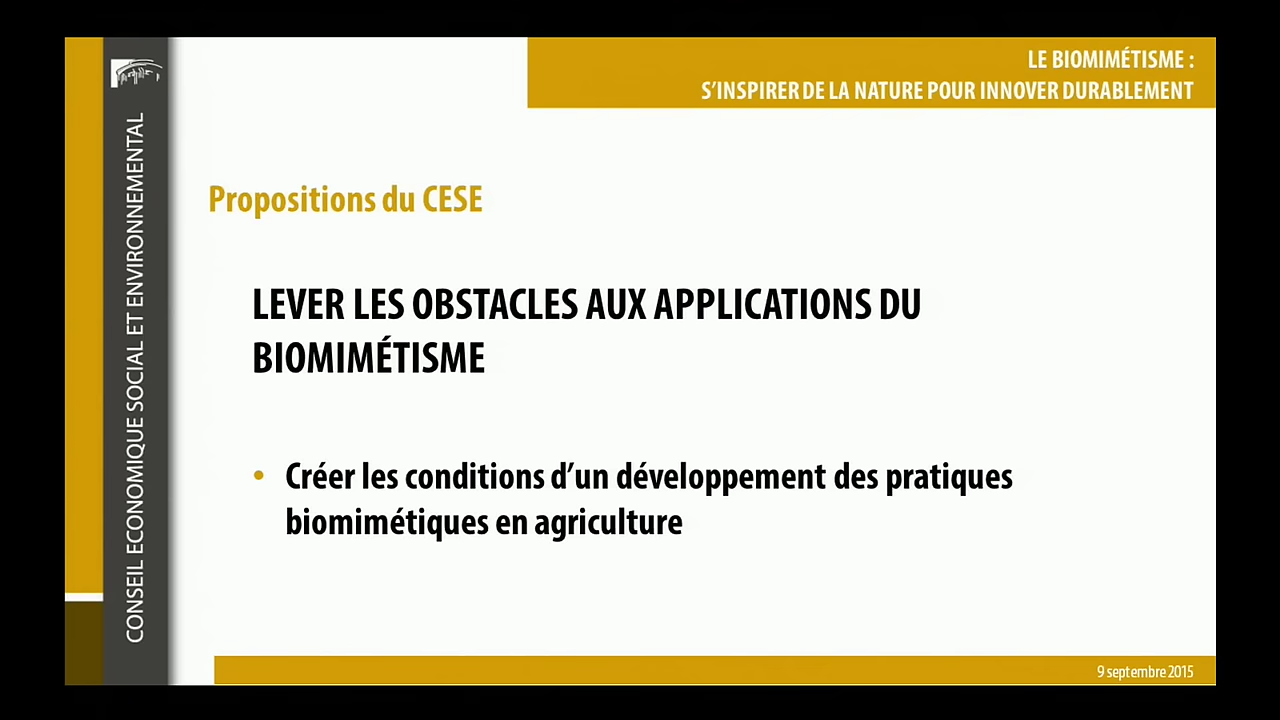 LE BIOMIMÉTISME :
S’INSPIRER DE LA NATURE POUR INNOVER DURABLEMENT
CONSEIL ECONOMIQUE SOCIAL ET ENVIRONNEMENTAL
Propositions du CESE
LEVER LES OBSTACLES AUX APPLICATIONS DU
BIOMIMÉTISME
• Créer les conditions d’un développement des pratiques
biomimétiques en agriculture
9 septembre 2015